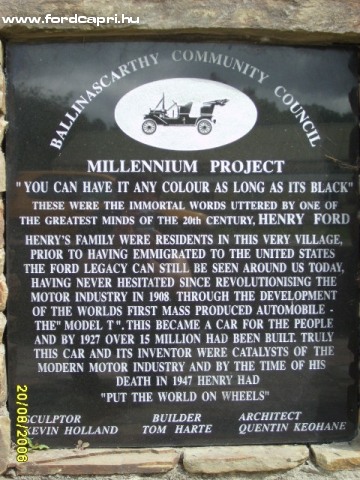 www.fordcapri.hu
BALLINASCARTHY COMMUNITY COUNCIL
MILLENNIUM PROJECT
"YOU CAN HAVE IT ANY COLOUR AS LONG AS ITS BLACK"
THESE WERE THE IMMORTAL WORDS UTTERED BY ONE OF
THE GREATEST MINDS OF THE 20th CENTURY, HENRY FORD
HENRY'S FAMILY WERE RESIDENTS IN THIS VERY VILLAGE,
PRIOR TO HAVING EMMIGRATED TO THE UNITED STATES
THE FORD LEGACY CAN STILL BE SEEN AROUND US TODAY,
HAVING NEVER HESITATED SINCE REVOLUTIONISING THE
MOTOR INDUSTRY IN 1908. THROUGH THE DEVELOPMENT
OF THE WORLDS FIRST MASS PRODUCED AUTOMOBILE -
THE "MODEL T". THIS BECAME A CAR FOR THE PEOPLE
AND BY 1927 OVER 15 MILLION HAD BEEN BUILT. TRULY
THIS CAR AND ITS INVENTOR WERE CATALYSTS OF THE
MODERN MOTOR INDUSTRY AND BY THE TIME OF HIS
DEATH IN 1947 HENRY HAD
"PUT THE WORLD ON WHEELS"
SCULPTOR BUILDER ARCHITECT
KEVIN HOLLAND TOM HARTE QUENTIN KEOHANE
20/08/2006